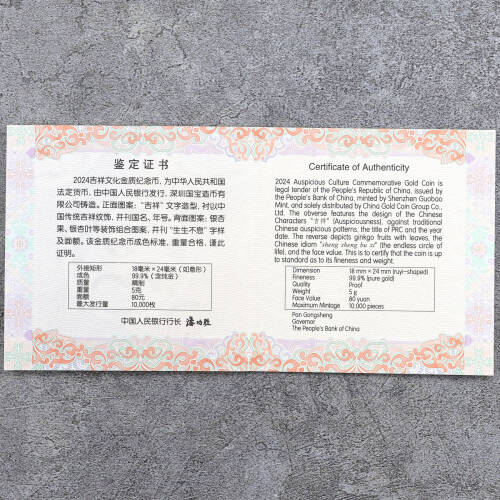 鉴定证书
2024吉祥文化金质纪念币，为中华人民共和国
法定货币，由中国人民银行发行，深圳国宝造币有
限公司铸造。正面图案：“吉祥”文字造型，衬以中
国传统吉祥纹饰，并刊国名、年号。背面图案：银杏
果、银杏叶等装饰组合图案，并刊“生生不息”字样
及面额。该金质纪念币成色标准，重量合格，谨此
证明。
外接矩形 18毫米×24毫米（如意形）
成色 99.9%（含纯金）
质量 精制
重量 5克
面额 80元
最大发行量 10,000枚
中国人民银行行长 潘功胜
Certificate of Authenticity
2024 Auspicious Culture Commemorative Gold Coin is
legal tender of the People's Republic of China, issued by
the People's Bank of China, minted by Shenzhen Guobao
Mint, and solely distributed by China Gold Coin Group Co.,
Ltd. The obverse features the design of the Chinese
Characters "吉祥" (Auspiciousness), against traditional
Chinese auspicious patterns, the title of PRC and the year
date. The reverse depicts ginkgo fruits with leaves, the
Chinese idiom "sheng sheng bu xi" (the endless circle of
life), and the face value. This is to certify that the coin is up
to standard as to its fineness and weight.
Dimension 18 mm × 24 mm (ruyi-shaped)
Fineness 99.9% (pure gold)
Quality Proof
Weight 5 g
Face Value 80 yuan
Maximum Mintage 10,000 pieces
Pan Gongsheng
Governor
The People's Bank of China